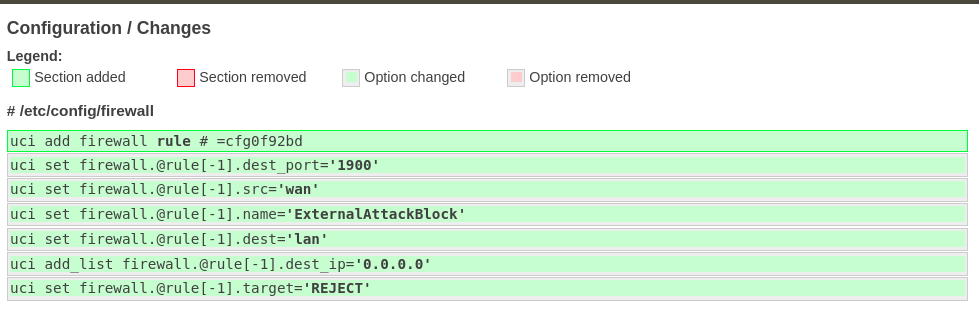 Configuration / Changes
Legend:
Section added Section removed Option changed Option removed
# /etc/config/firewall
uci add firewall rule # =cfg0f92bd
uci set firewall.@rule[-1].dest_port='1900'
uci set firewall.@rule[-1].src='wan'
uci set firewall.@rule[-1].name='ExternalAttackBlock'
uci set firewall.@rule[-1].dest='lan'
uci add_list firewall.@rule[-1].dest_ip='0.0.0.0'
uci set firewall.@rule[-1].target='REJECT'